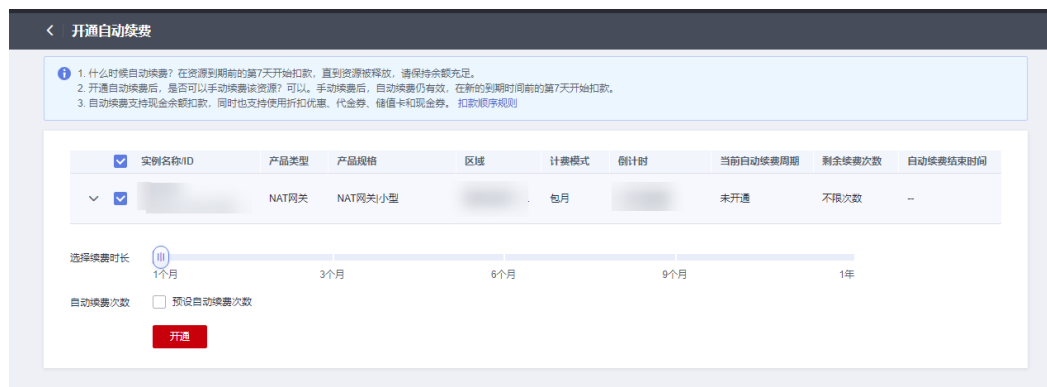 开通自动续费
1. 什么时候自动续费？在资源到期前的第7天开始扣款，直到资源被释放，请保持余额充足。
2. 开通自动续费后，是否可以手动续费该资源？可以。手动续费后，自动续费仍有效，在新的到期时间前的第7天开始扣款。
3. 自动续费支持现金余额扣款，同时也支持使用折扣优惠、代金券、储值卡和现金券。 扣款顺序规则
实例名称/ID 产品类型 产品规格 区域 计费模式 倒计时 当前自动续费周期 剩余续费次数 自动续费结束时间
NAT网关 NAT网关|小型 包月 未开通 不限次数 --
选择续费时长
1个月 3个月 6个月 9个月 1年
自动续费次数 预设自动续费次数
开通